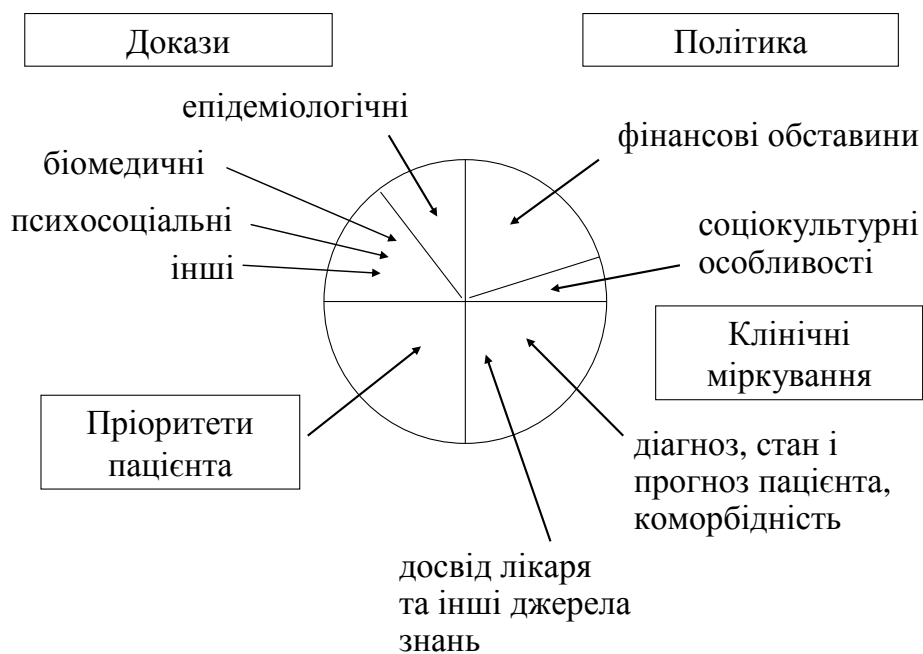 Докази
Політика
епідеміологічні
біомедичні
психосоціальні
інші
фінансові обставини
соціокультурні
особливості
Клінічні
міркування
Пріоритети
пацієнта
діагноз, стан і
прогноз пацієнта,
коморбідність
досвід лікаря
та інші джерела
знань